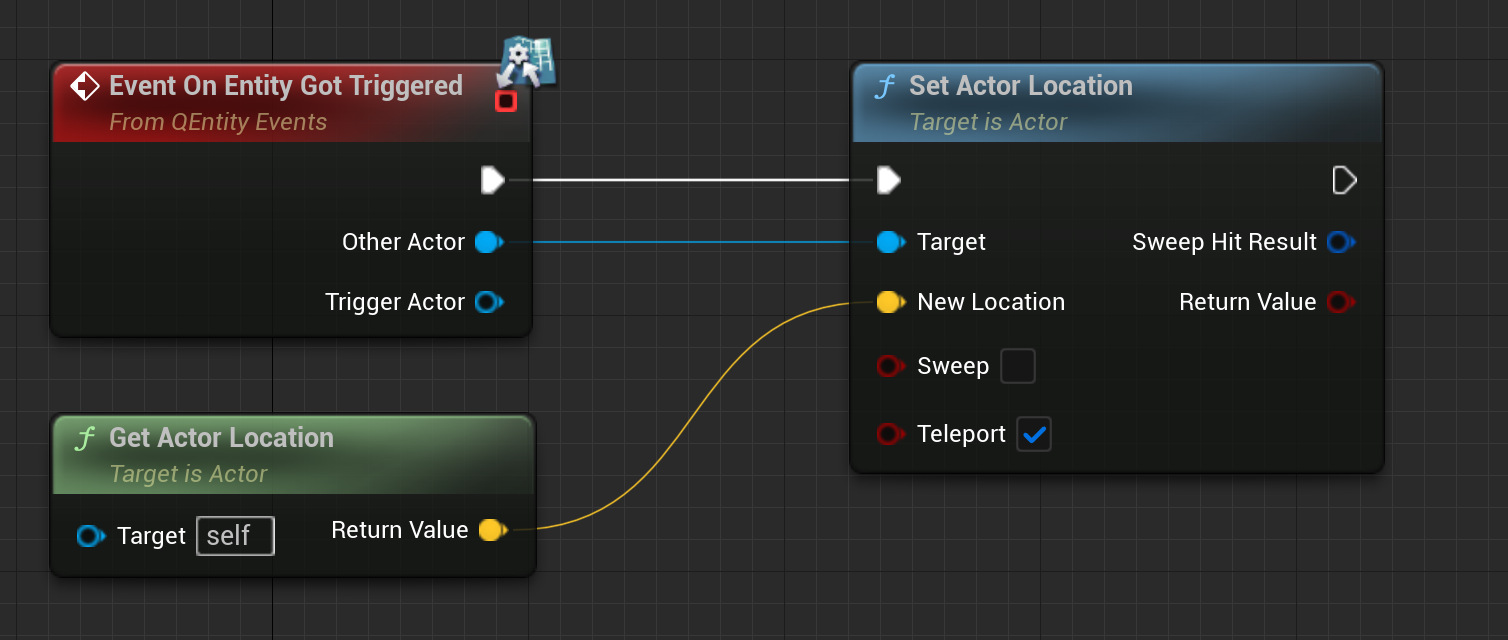 Event On Entity Got Triggered
From QEntity Events
Other Actor
Trigger Actor
Get Actor Location
Target is Actor
Target self
Return Value
Set Actor Location
Target is Actor
Target
Sweep Hit Result
New Location
Return Value
Sweep
Teleport